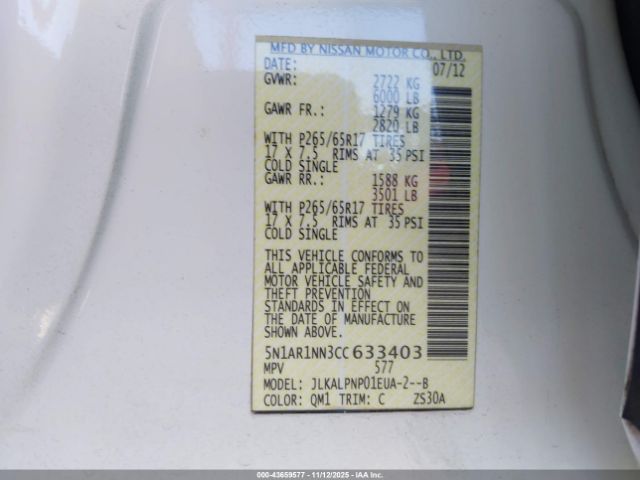 MFD BY NISSAN MOTOR CO., LTD.
DATE: 07/12
GVWR: 2722 KG
6000 LB
GAWR FR.: 1279 KG
2820 LB
WITH P265/65R17 TIRES
17 X 7.5 RIMS AT 35 PSI
COLD SINGLE
GAWR RR.: 1588 KG
3501 LB
WITH P265/65R17 TIRES
17 X 7.5 RIMS AT 35 PSI
COLD SINGLE
THIS VEHICLE CONFORMS TO
ALL APPLICABLE FEDERAL
MOTOR VEHICLE SAFETY AND
THEFT PREVENTION
STANDARDS IN EFFECT ON
THE DATE OF MANUFACTURE
SHOWN ABOVE.
5N1AR1NN3CC633403
MPV 577
MODEL: JLKALPNP01EUA-2--B
COLOR: QM1 TRIM: C ZS30A
000-43659577 - 11/12/2025 - IAA Inc.